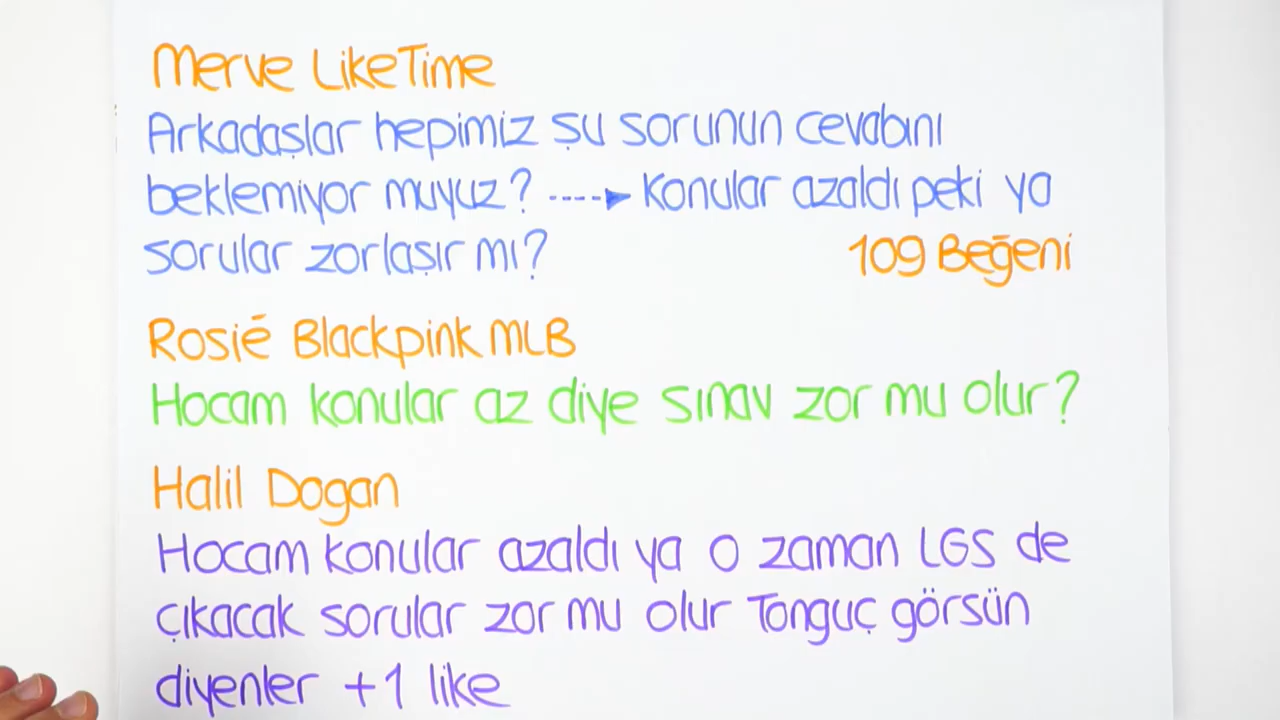 Merve LikeTime
Arkadaşlar hepimiz şu sorunun cevabını
beklemiyor muyuz? ----► Konular azaldı peki ya
sorular zorlaşır mı?
109 Beğeni
Rosié Blackpink MLB
Hocam konular az diye sınav zor mu olur?
Halil Dogan
Hocam konular azaldı ya o zaman LGS de
çıkacak sorular zor mu olur Tonguç görsün
diyenler +1 like